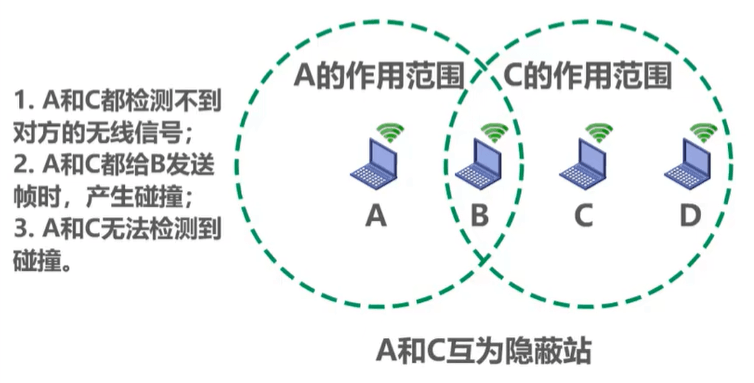 A的作用范围
C的作用范围
1. A和C都检测不到
对方的无线信号；
2. A和C都给B发送
帧时，产生碰撞；
3. A和C无法检测到
碰撞。
A
B
C
D
A和C互为隐蔽站